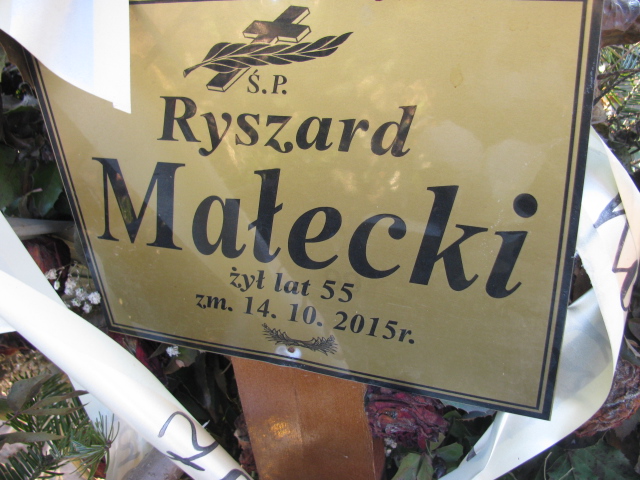 Ś.P.
Ryszard
Małecki
żył lat 55
zm. 14. 10. 2015r.